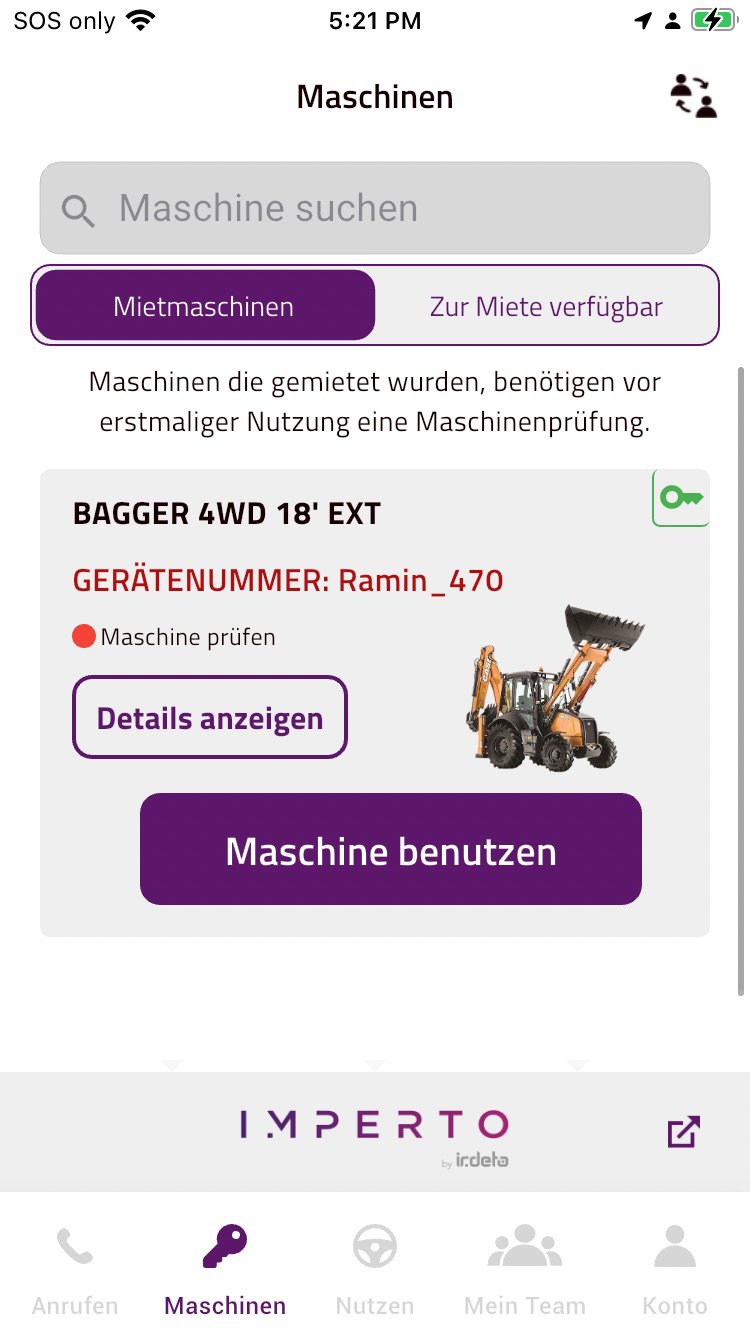 SOS only
5:21 PM
Maschinen
Maschine suchen
Mietmaschinen
Zur Miete verfügbar
Maschinen die gemietet wurden, benötigen vor
erstmaliger Nutzung eine Maschinenprüfung.
BAGGER 4WD 18' EXT
GERÄTENUMMER: Ramin_470
Maschine prüfen
Details anzeigen
Maschine benutzen
IMPERTO
by irdeta
Anrufen
Maschinen
Nutzen
Mein Team
Konto